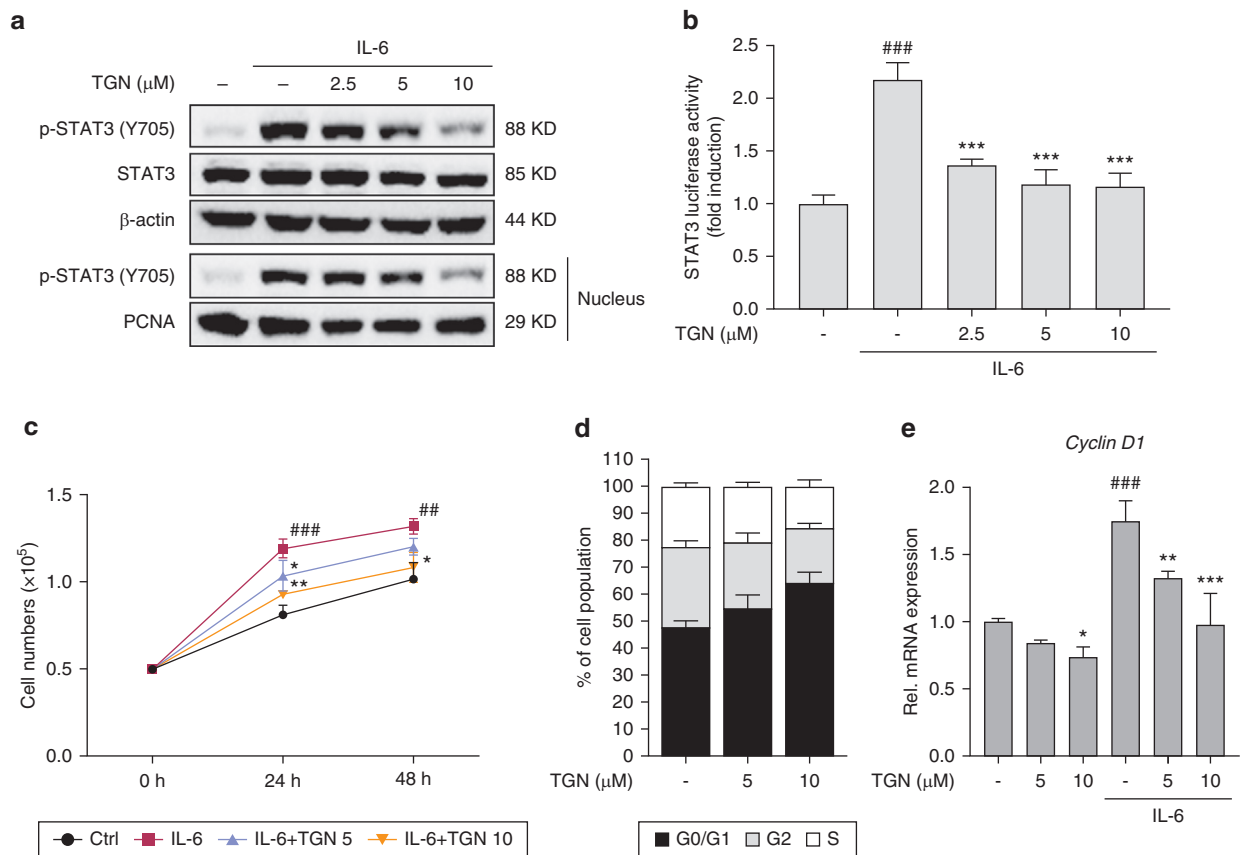 a
IL-6
TGN (μM) – – 2.5 5 10
p-STAT3 (Y705) 88 KD
STAT3 85 KD
β-actin 44 KD
p-STAT3 (Y705) 88 KD
PCNA 29 KD
Nucleus
b
STAT3 luciferase activity
(fold induction)
2.5
2.0
1.5
1.0
0.5
0.0
###
***
***
***
TGN (μM) - - 2.5 5 10
IL-6
c
Cell numbers (×10⁵)
1.5
1.0
0.5
0.0
###
*
**
##
*
0 h 24 h 48 h
Ctrl IL-6 IL-6+TGN 5 IL-6+TGN 10
d
% of cell population
110
100
90
80
70
60
50
40
30
20
10
0
TGN (μM) - 5 10
G0/G1 G2 S
e
Cyclin D1
Rel. mRNA expression
2.0
1.5
1.0
0.5
0.0
*
###
**
***
TGN (μM) - 5 10 - 5 10
IL-6